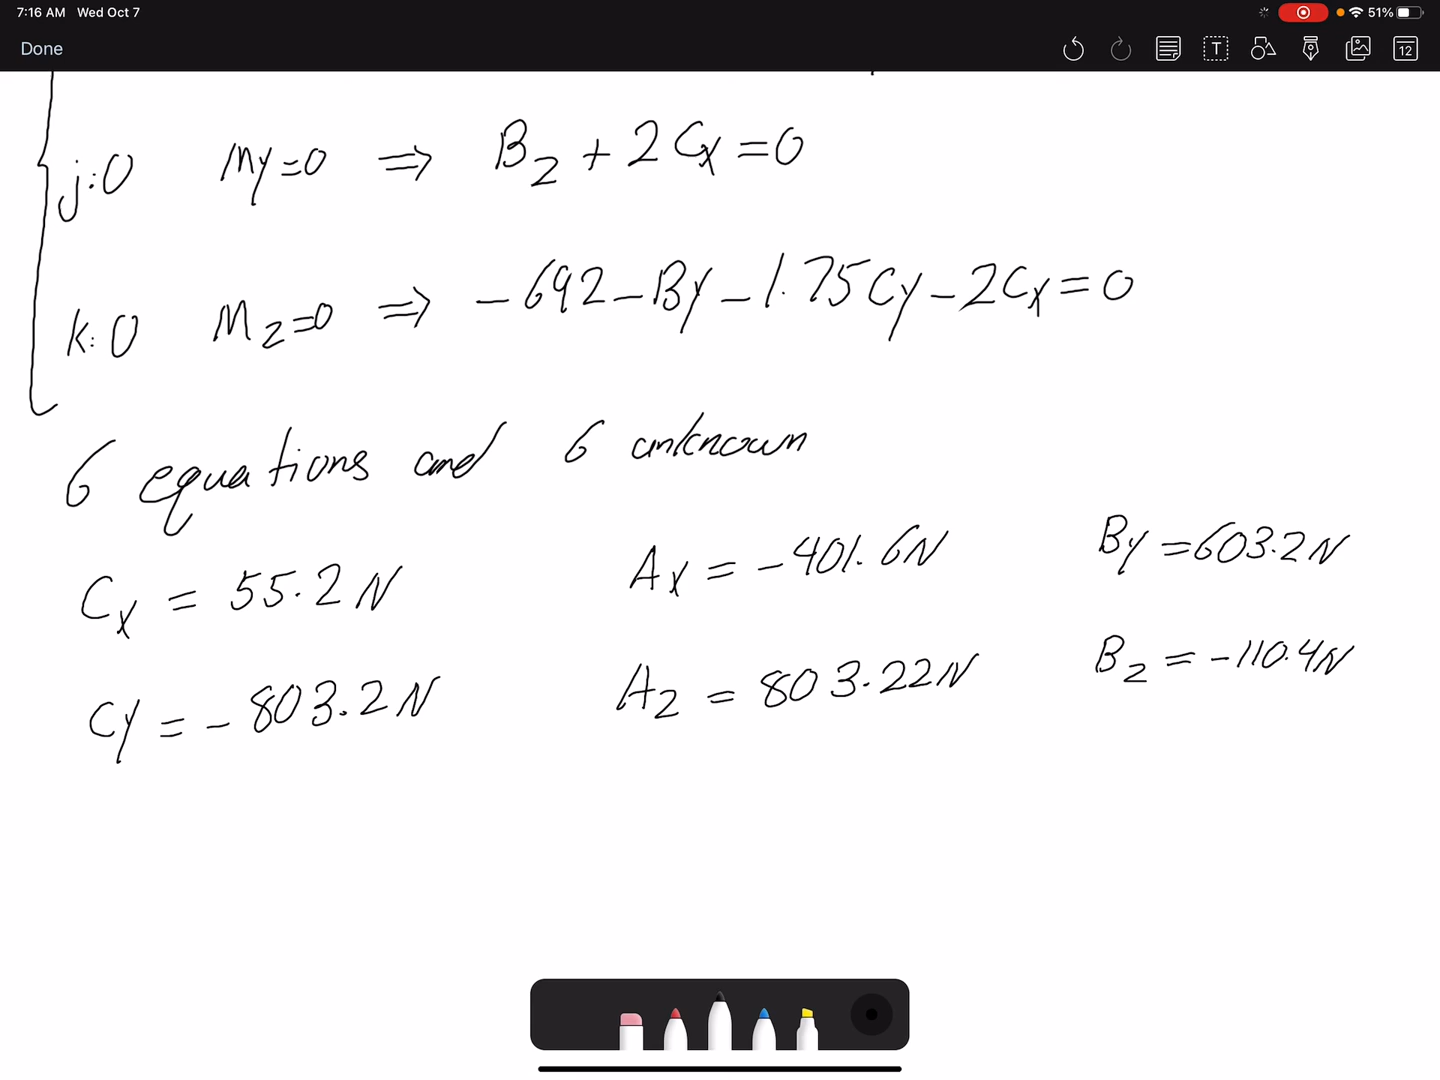 7:16 AM Wed Oct 7
51%
Done
T
12
j:0 My=0 ⇒ Bz + 2Cx = 0
k:0 Mz=0 ⇒ -692 - By - 1.75Cy - 2Cx = 0
6 equations and 6 unknown
Cx = 55.2 N Ax = -401.6N By = 603.2N
Cy = -803.2N Az = 803.22N Bz = -110.4N